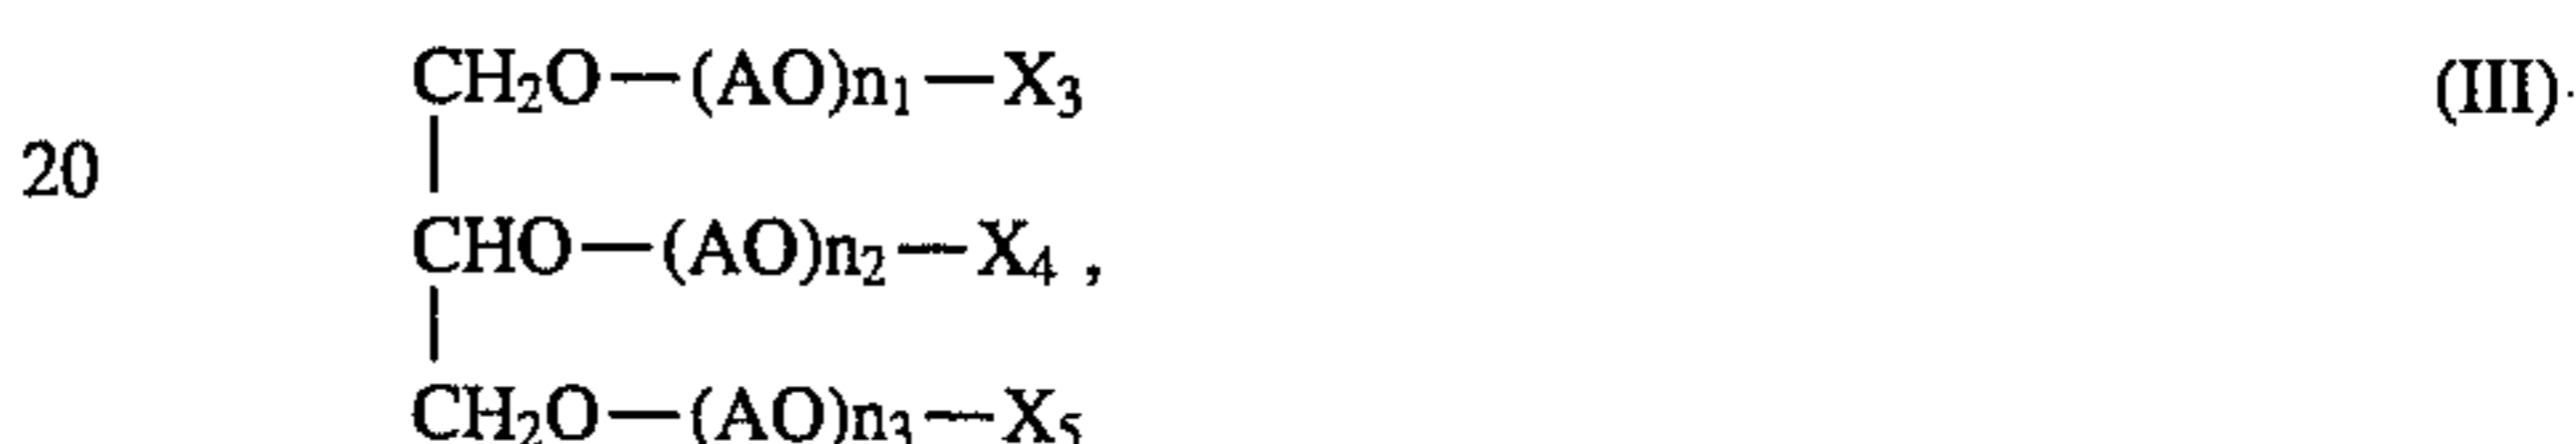 CH₂O—(AO)n₁—X₃ (III).
20
CHO—(AO)n₂—X₄ ,
CH₂O—(AO)n₃—X₅